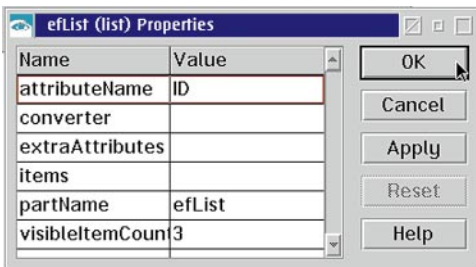 efList (list) Properties
Name Value
attributeName ID
converter
extraAttributes
items
partName efList
visibleItemCount 3
OK
Cancel
Apply
Reset
Help